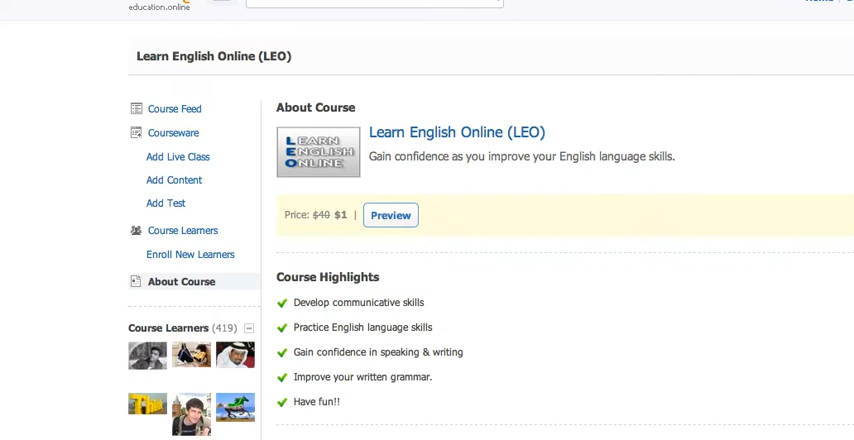 education.online
Learn English Online (LEO)
Course Feed
Courseware
Add Live Class
Add Content
Add Test
Course Learners
Enroll New Learners
About Course
Course Learners (419)
About Course
LEARN
ENGLISH
ONLINE
Learn English Online (LEO)
Gain confidence as you improve your English language skills.
Price: $40 $1 | Preview
Course Highlights
Develop communicative skills
Practice English language skills
Gain confidence in speaking & writing
Improve your written grammar.
Have fun!!